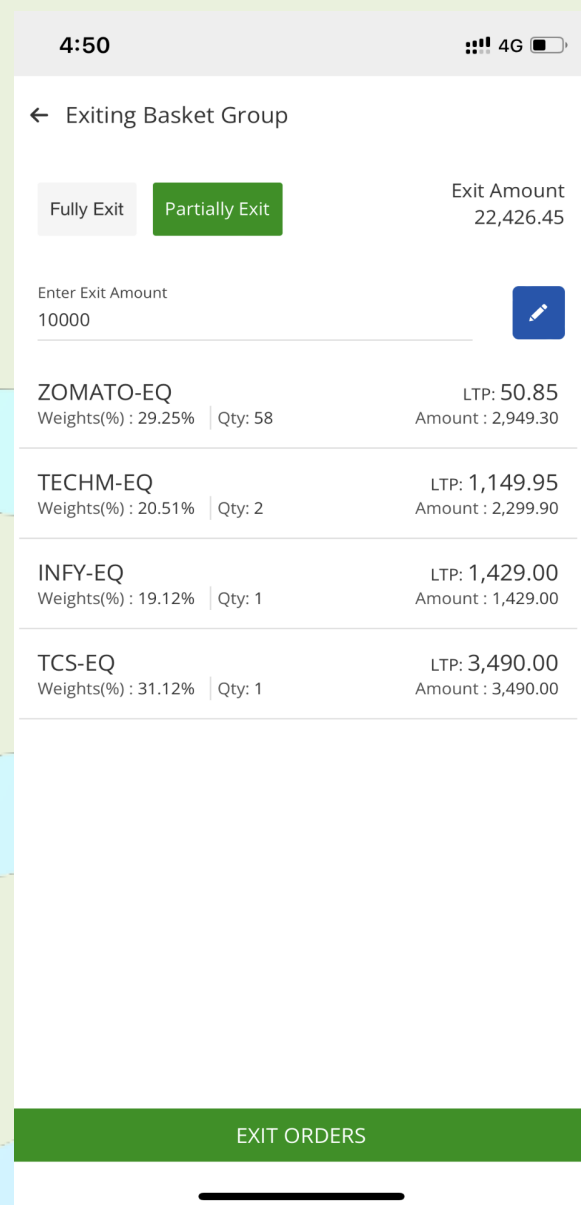 4:50 4G
← Exiting Basket Group
Fully Exit Partially Exit
Exit Amount
22,426.45
Enter Exit Amount
10000
ZOMATO-EQ LTP: 50.85
Weights(%) : 29.25% Qty: 58 Amount : 2,949.30
TECHM-EQ LTP: 1,149.95
Weights(%) : 20.51% Qty: 2 Amount : 2,299.90
INFY-EQ LTP: 1,429.00
Weights(%) : 19.12% Qty: 1 Amount : 1,429.00
TCS-EQ LTP: 3,490.00
Weights(%) : 31.12% Qty: 1 Amount : 3,490.00
EXIT ORDERS